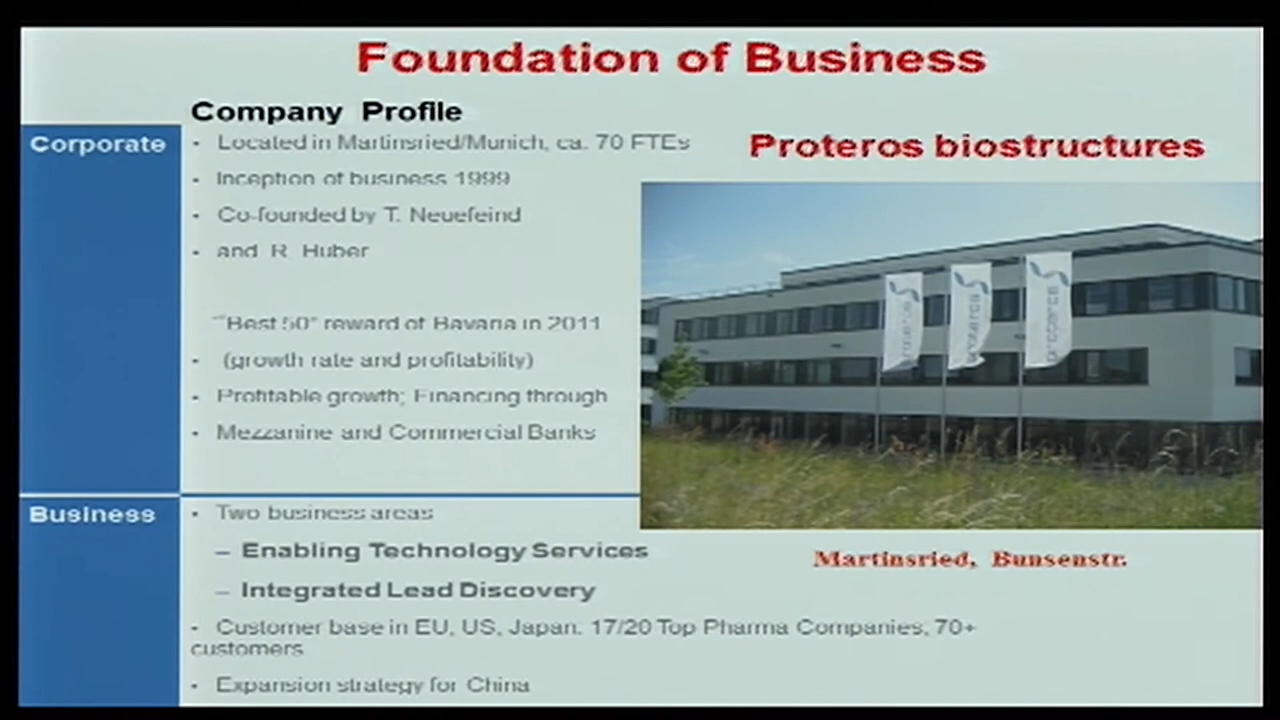 Foundation of Business
Company Profile
Corporate
• Located in Martinsried/Munich, ca. 70 FTEs
• Inception of business 1999
• Co-founded by T. Neuefeind
• and R. Huber
"Best 50" reward of Bavaria in 2011
• (growth rate and profitability)
• Profitable growth; Financing through
• Mezzanine and Commercial Banks
Proteros biostructures
proteros
proteros
proteros
Martinsried, Bunsenstr.
Business
• Two business areas
– Enabling Technology Services
– Integrated Lead Discovery
• Customer base in EU, US, Japan: 17/20 Top Pharma Companies, 70+
customers
• Expansion strategy for China